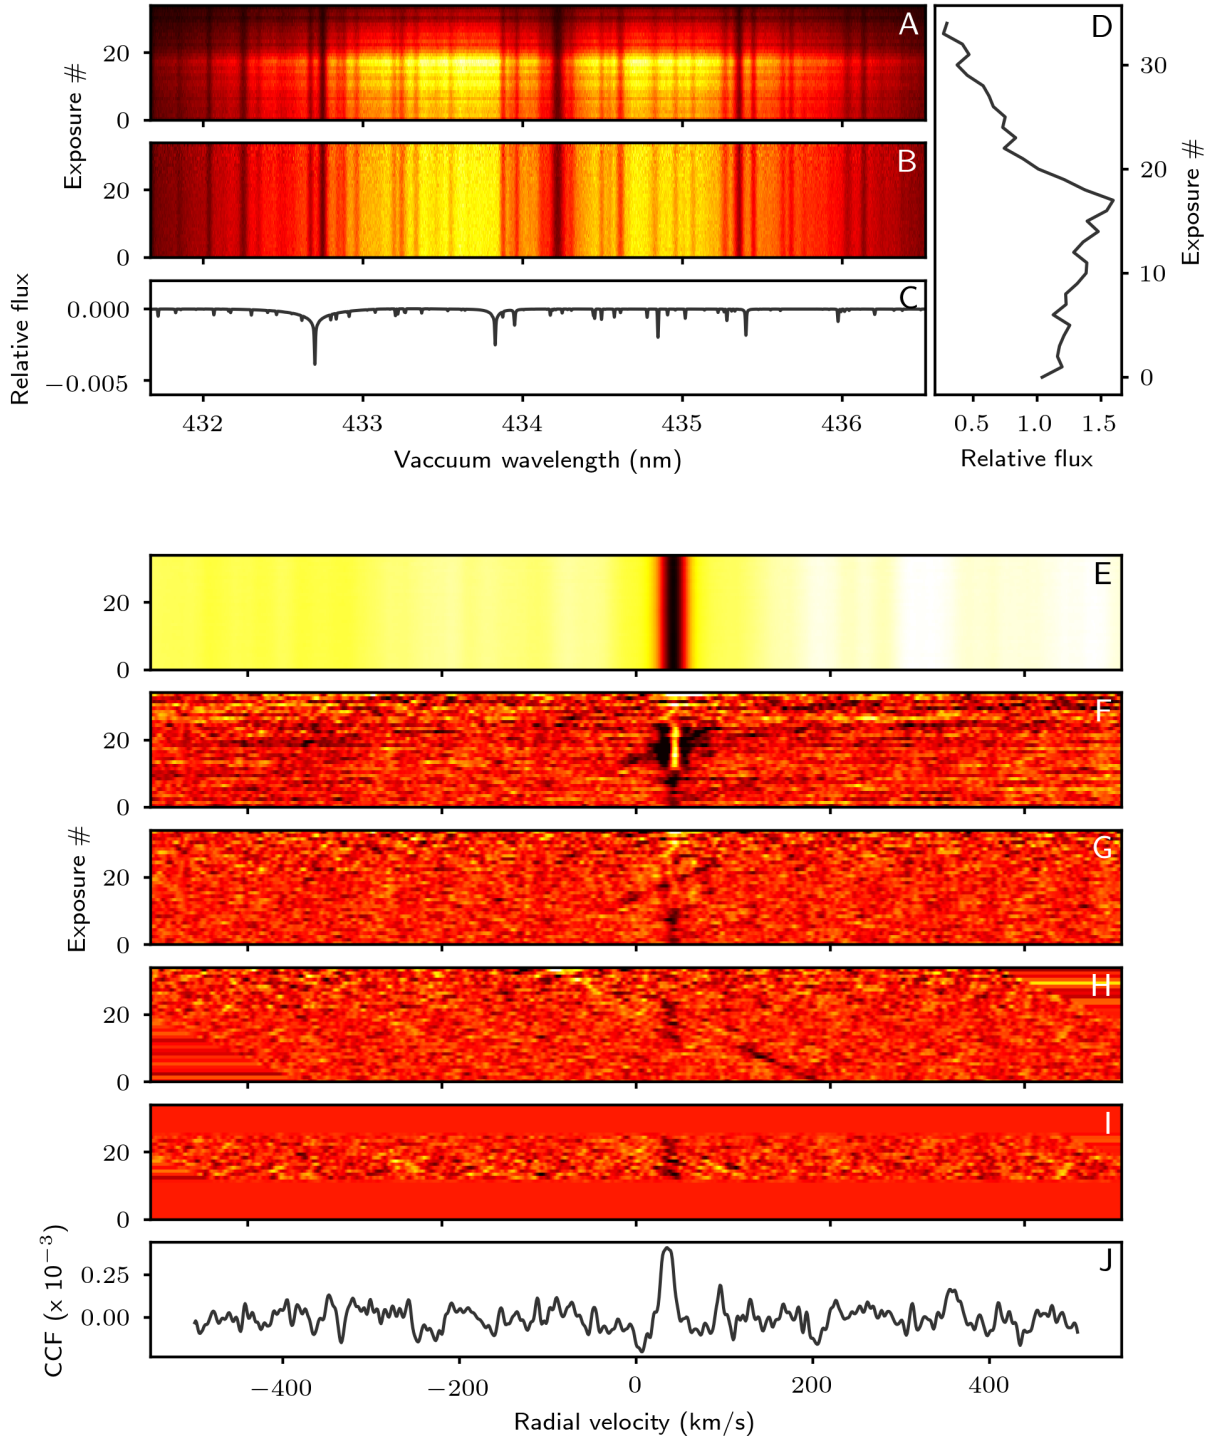 A
20
0
B
20
0
Exposure #
C
0.000
−0.005
Relative flux
432 433 434 435 436
Vaccuum wavelength (nm)
D
30
20
10
0
Exposure #
0.5 1.0 1.5
Relative flux
E
20
0
F
20
0
G
20
0
Exposure #
H
20
0
I
20
0
J
0.25
0.00
CCF (x 10⁻³)
−400 −200 0 200 400
Radial velocity (km/s)